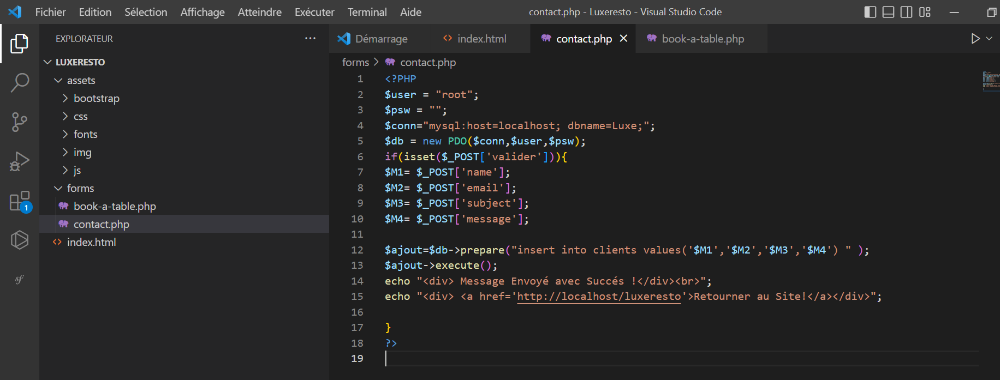 Fichier Edition Sélection Affichage Atteindre Exécuter Terminal Aide contact.php - Luxeresto - Visual Studio Code
EXPLORATEUR ···
LUXERESTO
assets
bootstrap
css
fonts
img
js
forms
book-a-table.php
contact.php
index.html
1
sf
Démarrage index.html contact.php book-a-table.php
forms > contact.php
1 <?PHP
2 $user = "root";
3 $psw = "";
4 $conn="mysql:host=localhost; dbname=Luxe;";
5 $db = new PDO($conn,$user,$psw);
6 if(isset($_POST['valider'])){
7 $M1= $_POST['name'];
8 $M2= $_POST['email'];
9 $M3= $_POST['subject'];
10 $M4= $_POST['message'];
11
12 $ajout=$db->prepare("insert into clients values('$M1','$M2','$M3','$M4') " );
13 $ajout->execute();
14 echo "<div> Message Envoyé avec Succés !</div><br>";
15 echo "<div> <a href='http://localhost/luxeresto'>Retourner au Site!</a></div>";
16
17 }
18 ?>
19